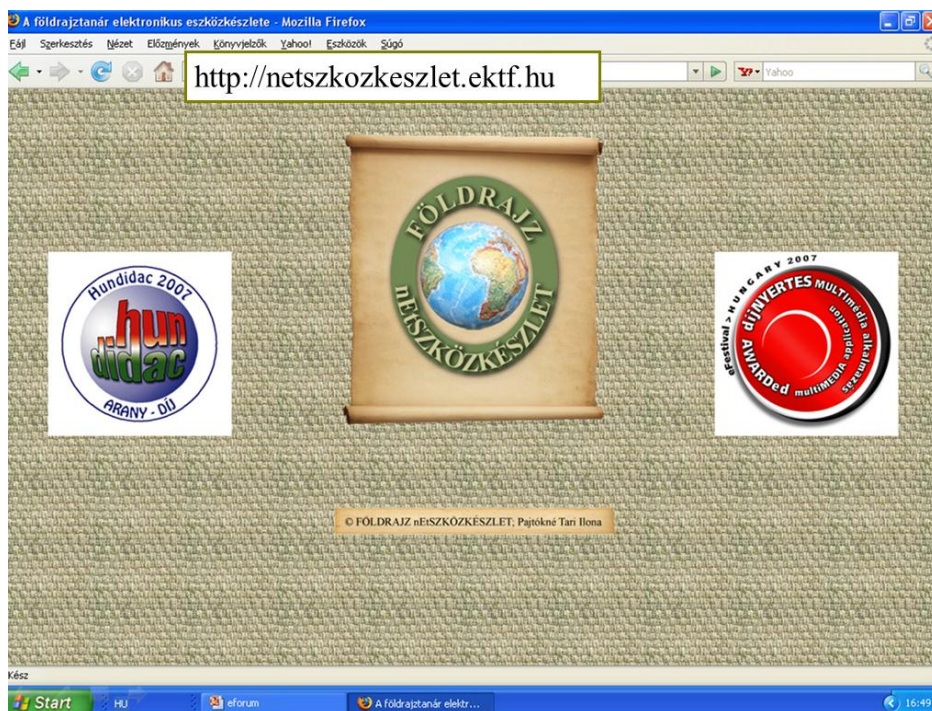 A földrajztanár elektronikus eszközkészlete - Mozilla Firefox
Fájl Szerkesztés Nézet Előzmények Könyvjelzők Yahoo! Eszközök Súgó
http://netszkozkeszlet.ektf.hu
Yahoo
FÖLDRAJZ
nEtSZKÖZKÉSZLET
Hundidac 2007
.hun
didac
ARANY - DÍJ
eFestival > HUNGARY 2007
díjNYERTES MULTImédia alkalmazás
AWARDed multiMEDIA application
© FÖLDRAJZ nEtSZKÖZKÉSZLET; Pajtókné Tari Ilona
Kész
Start HU eforum A földrajztanár elektr... 16:49